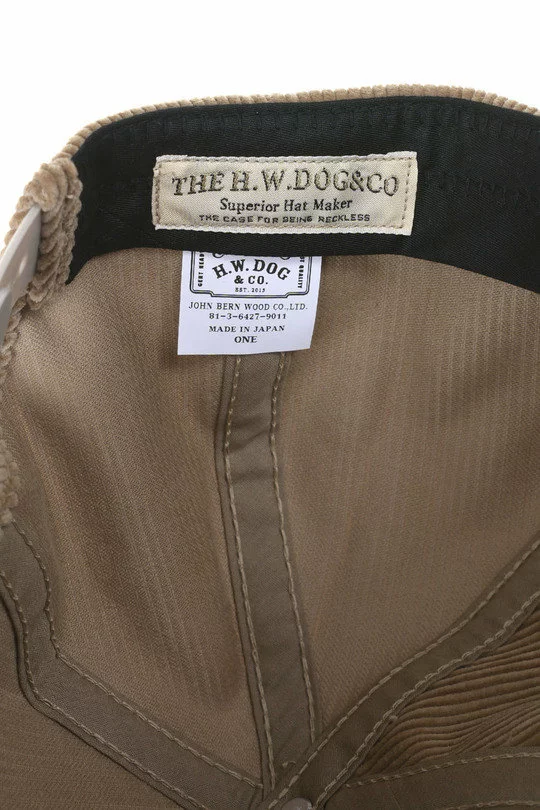 THE H.W.DOG&CO
Superior Hat Maker
THE CASE FOR BEING RECKLESS
H.W. DOG
& CO.
EST. 2013
JOHN BERN WOOD CO.,LTD.
81-3-6427-9011
MADE IN JAPAN
ONE